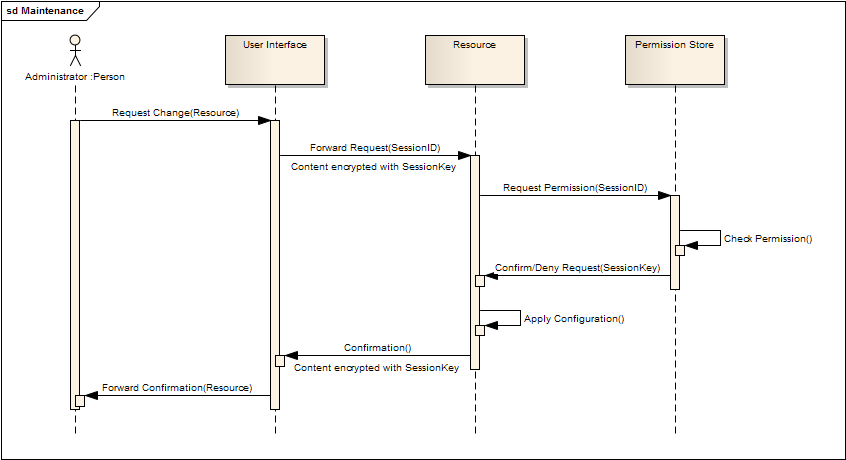 sd Maintenance
User Interface
Resource
Permission Store
Administrator :Person
Request Change(Resource)
Forward Request(SessionID)
Content encrypted with SessionKey
Request Permission(SessionID)
Check Permission()
Confirm/Deny Request(SessionKey)
Apply Configuration()
Confirmation()
Content encrypted with SessionKey
Forward Confirmation(Resource)